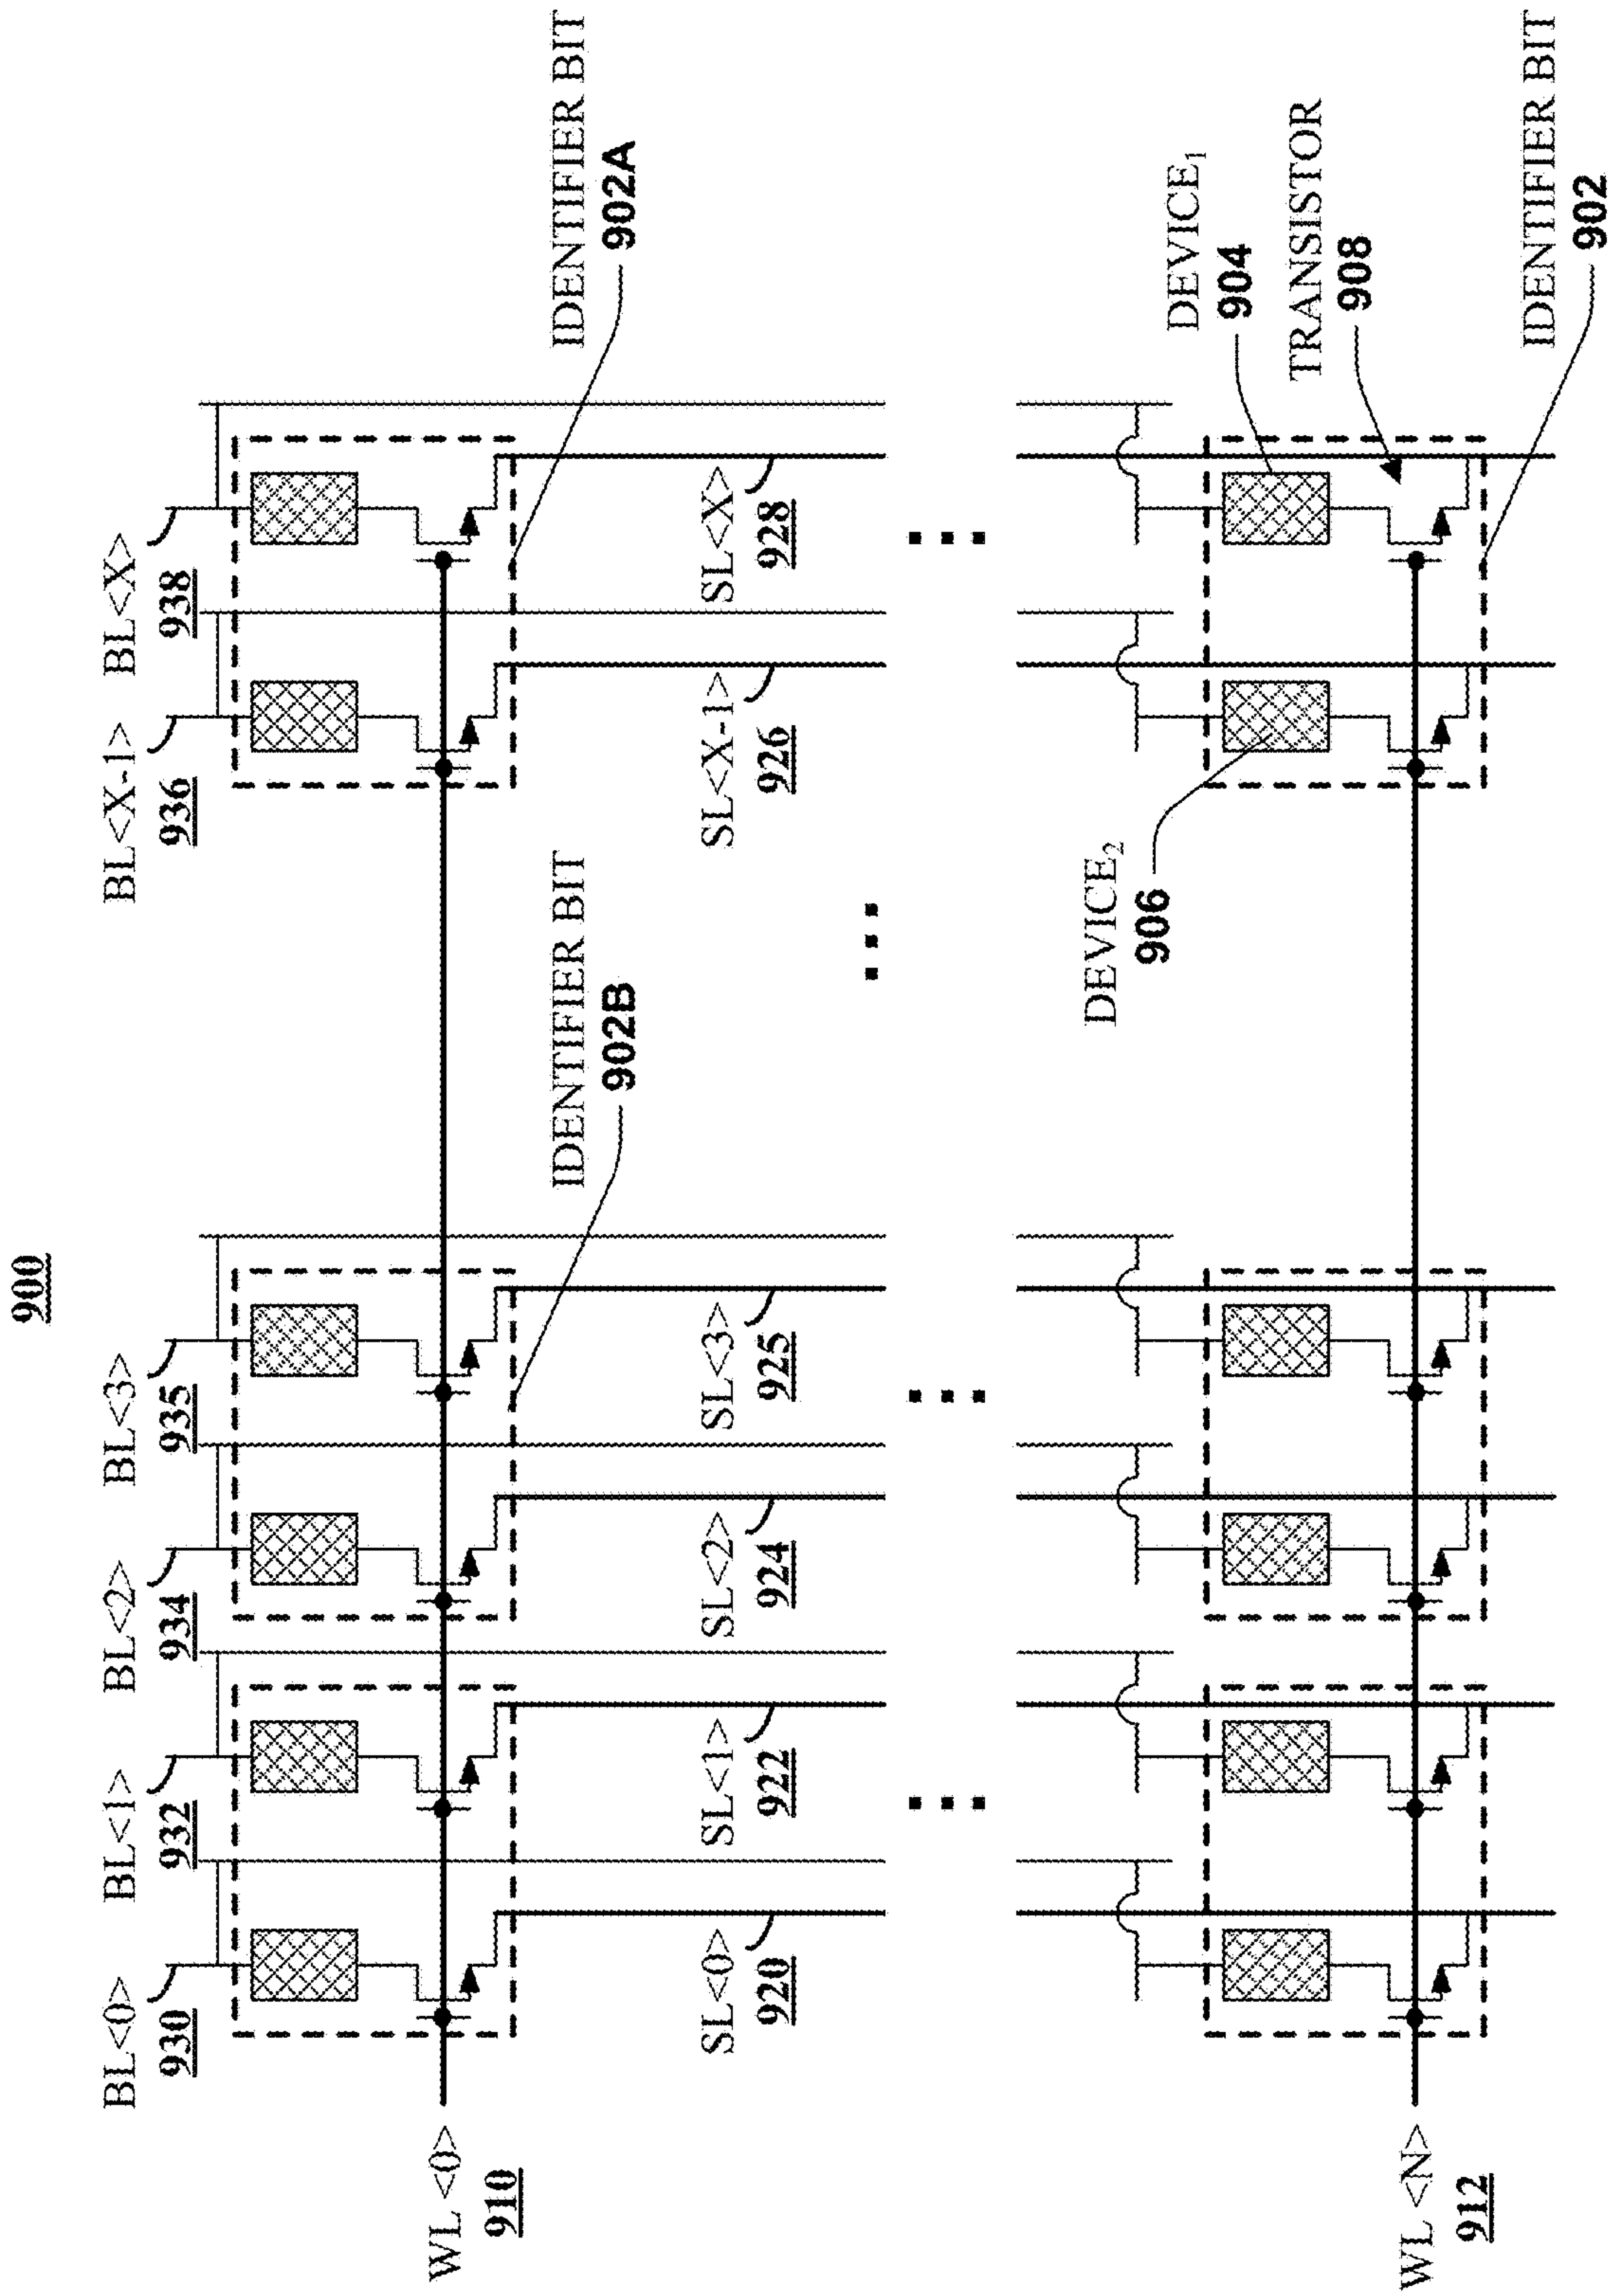 900
BL<0>
930
BL<1>
932
BL<2>
934
BL<3>
935
BL<X-1>
936
BL<X>
938
WL <0>
910
IDENTIFIER BIT
902B
IDENTIFIER BIT
902A
SL<0>
920
SL<1>
922
SL<2>
924
SL<3>
925
SL<X-1>
926
SL<X>
928
DEVICE2
906
DEVICE1
904
TRANSISTOR
908
WL <N>
912
IDENTIFIER BIT
902